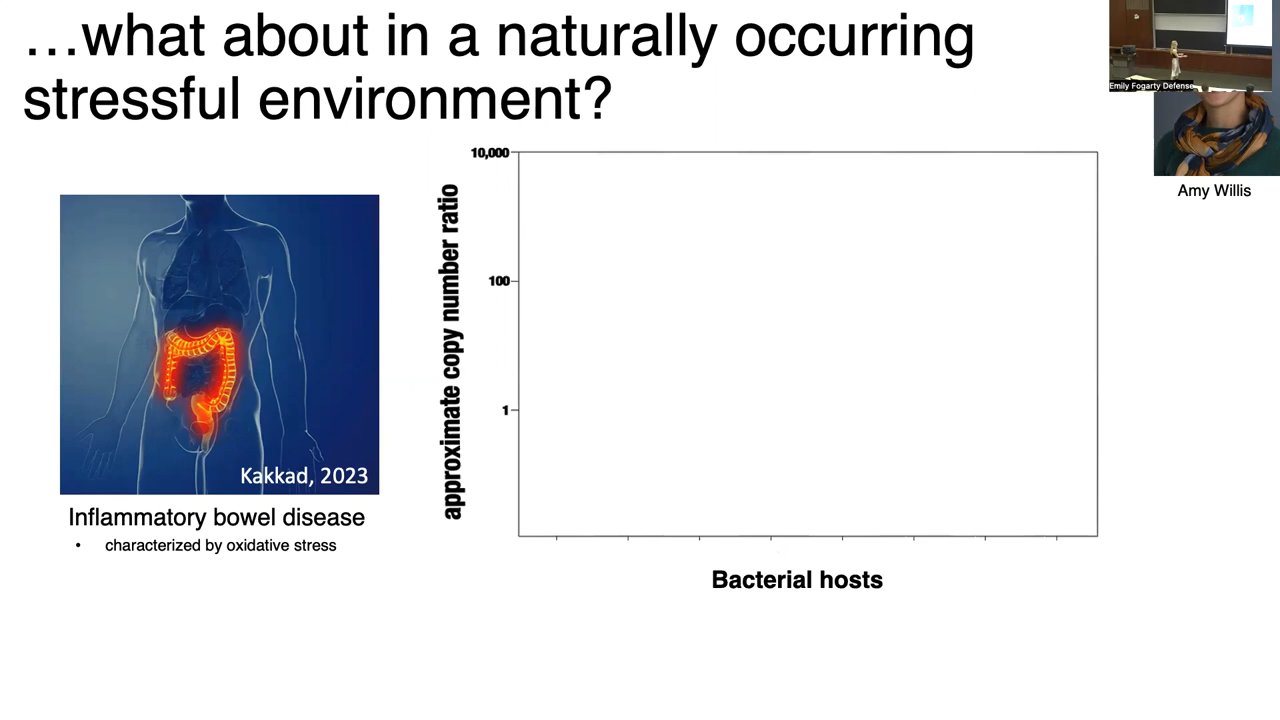 …what about in a naturally occurring
stressful environment?
Emily Fogarty Defense
Amy Willis
10,000
100
1
approximate copy number ratio
Bacterial hosts
Kakkad, 2023
Inflammatory bowel disease
• characterized by oxidative stress